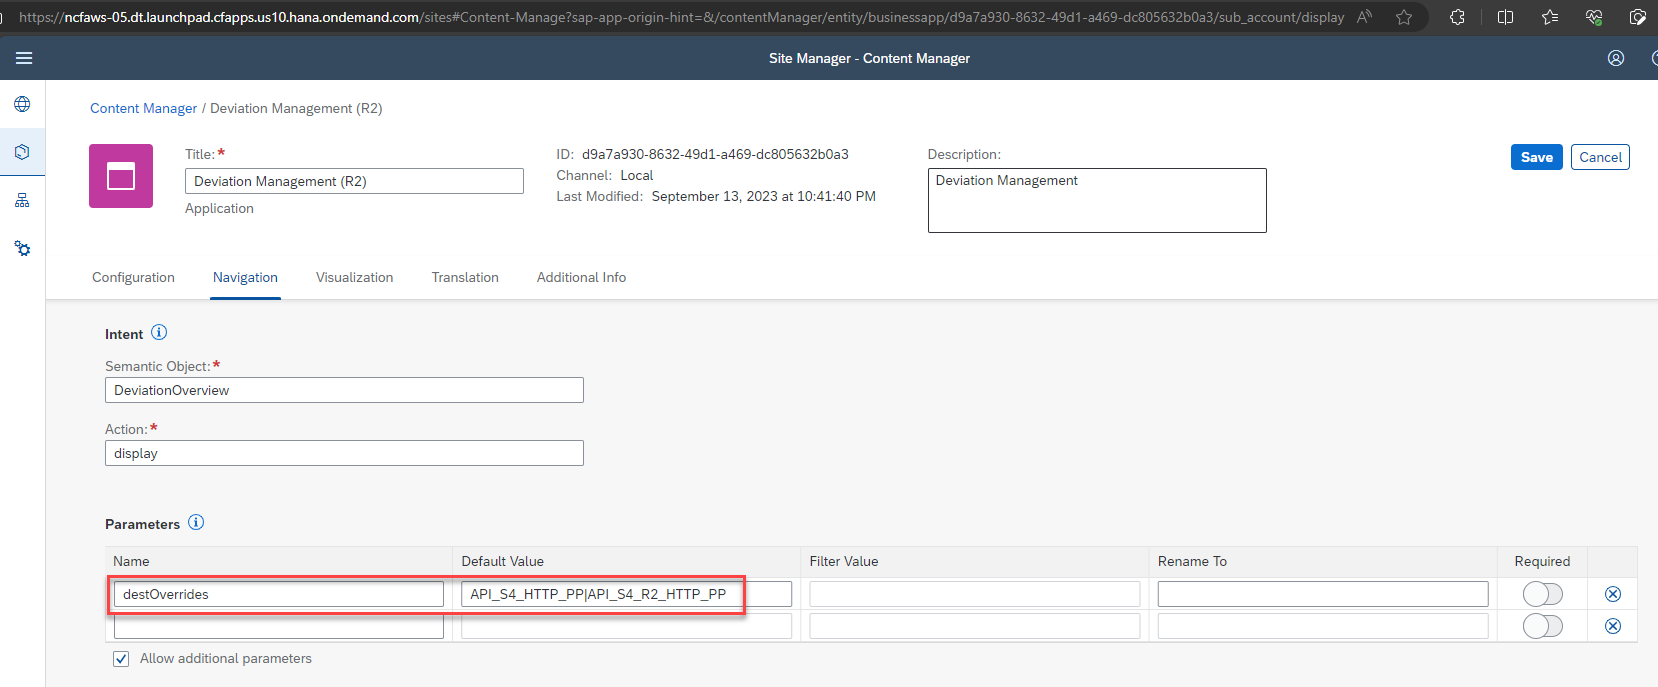 https://ncfaws-05.dt.launchpad.cfapps.us10.hana.ondemand.com/sites#Content-Manage?sap-app-origin-hint=&/contentManager/entity/businessapp/d9a7a930-8632-49d1-a469-dc805632b0a3/sub_account/display
Site Manager - Content Manager
Content Manager / Deviation Management (R2)
Title:*
Deviation Management (R2)
Application
ID: d9a7a930-8632-49d1-a469-dc805632b0a3
Channel: Local
Last Modified: September 13, 2023 at 10:41:40 PM
Description:
Deviation Management
Save
Cancel
Configuration Navigation Visualization Translation Additional Info
Intent
Semantic Object:*
DeviationOverview
Action:*
display
Parameters
Name Default Value Filter Value Rename To Required
destOverrides API_S4_HTTP_PP|API_S4_R2_HTTP_PP
Allow additional parameters